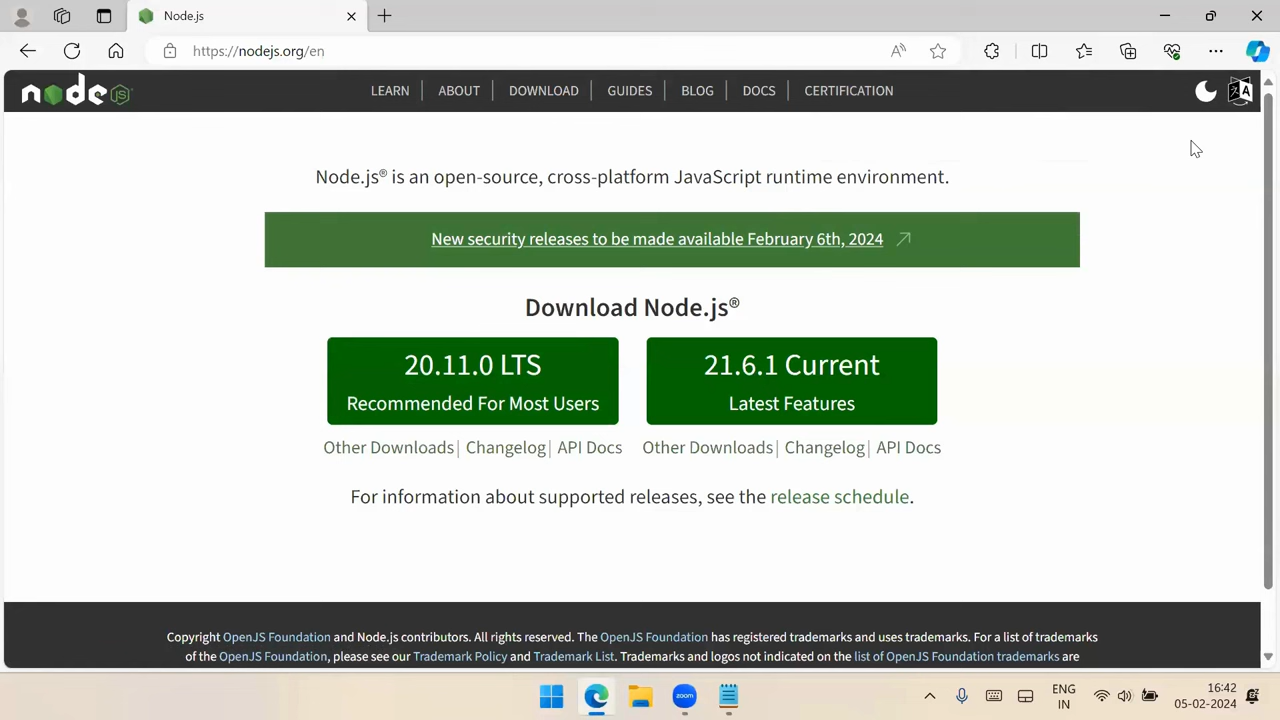 Node.js
https://nodejs.org/en
node JS
LEARN
ABOUT
DOWNLOAD
GUIDES
BLOG
DOCS
CERTIFICATION
Node.js® is an open-source, cross-platform JavaScript runtime environment.
New security releases to be made available February 6th, 2024
Download Node.js®
20.11.0 LTS
Recommended For Most Users
21.6.1 Current
Latest Features
Other Downloads | Changelog | API Docs
Other Downloads | Changelog | API Docs
For information about supported releases, see the release schedule.
Copyright OpenJS Foundation and Node.js contributors. All rights reserved. The OpenJS Foundation has registered trademarks and uses trademarks. For a list of trademarks
of the OpenJS Foundation, please see our Trademark Policy and Trademark List. Trademarks and logos not indicated on the list of OpenJS Foundation trademarks are
zoom
ENG
IN
16:42
05-02-2024